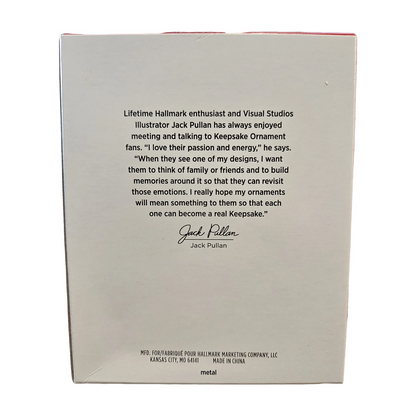 Lifetime Hallmark enthusiast and Visual Studios
Illustrator Jack Pullan has always enjoyed
meeting and talking to Keepsake Ornament
fans. “I love their passion and energy,” he says.
“When they see one of my designs, I want
them to think of family or friends and to build
memories around it so that they can revisit
those emotions. I really hope my ornaments
will mean something to them so that each
one can become a real Keepsake.”
Jack Pullan
Jack Pullan
MFD. FOR/FABRIQUÉ POUR HALLMARK MARKETING COMPANY, LLC
KANSAS CITY, MO 64141 MADE IN CHINA
metal